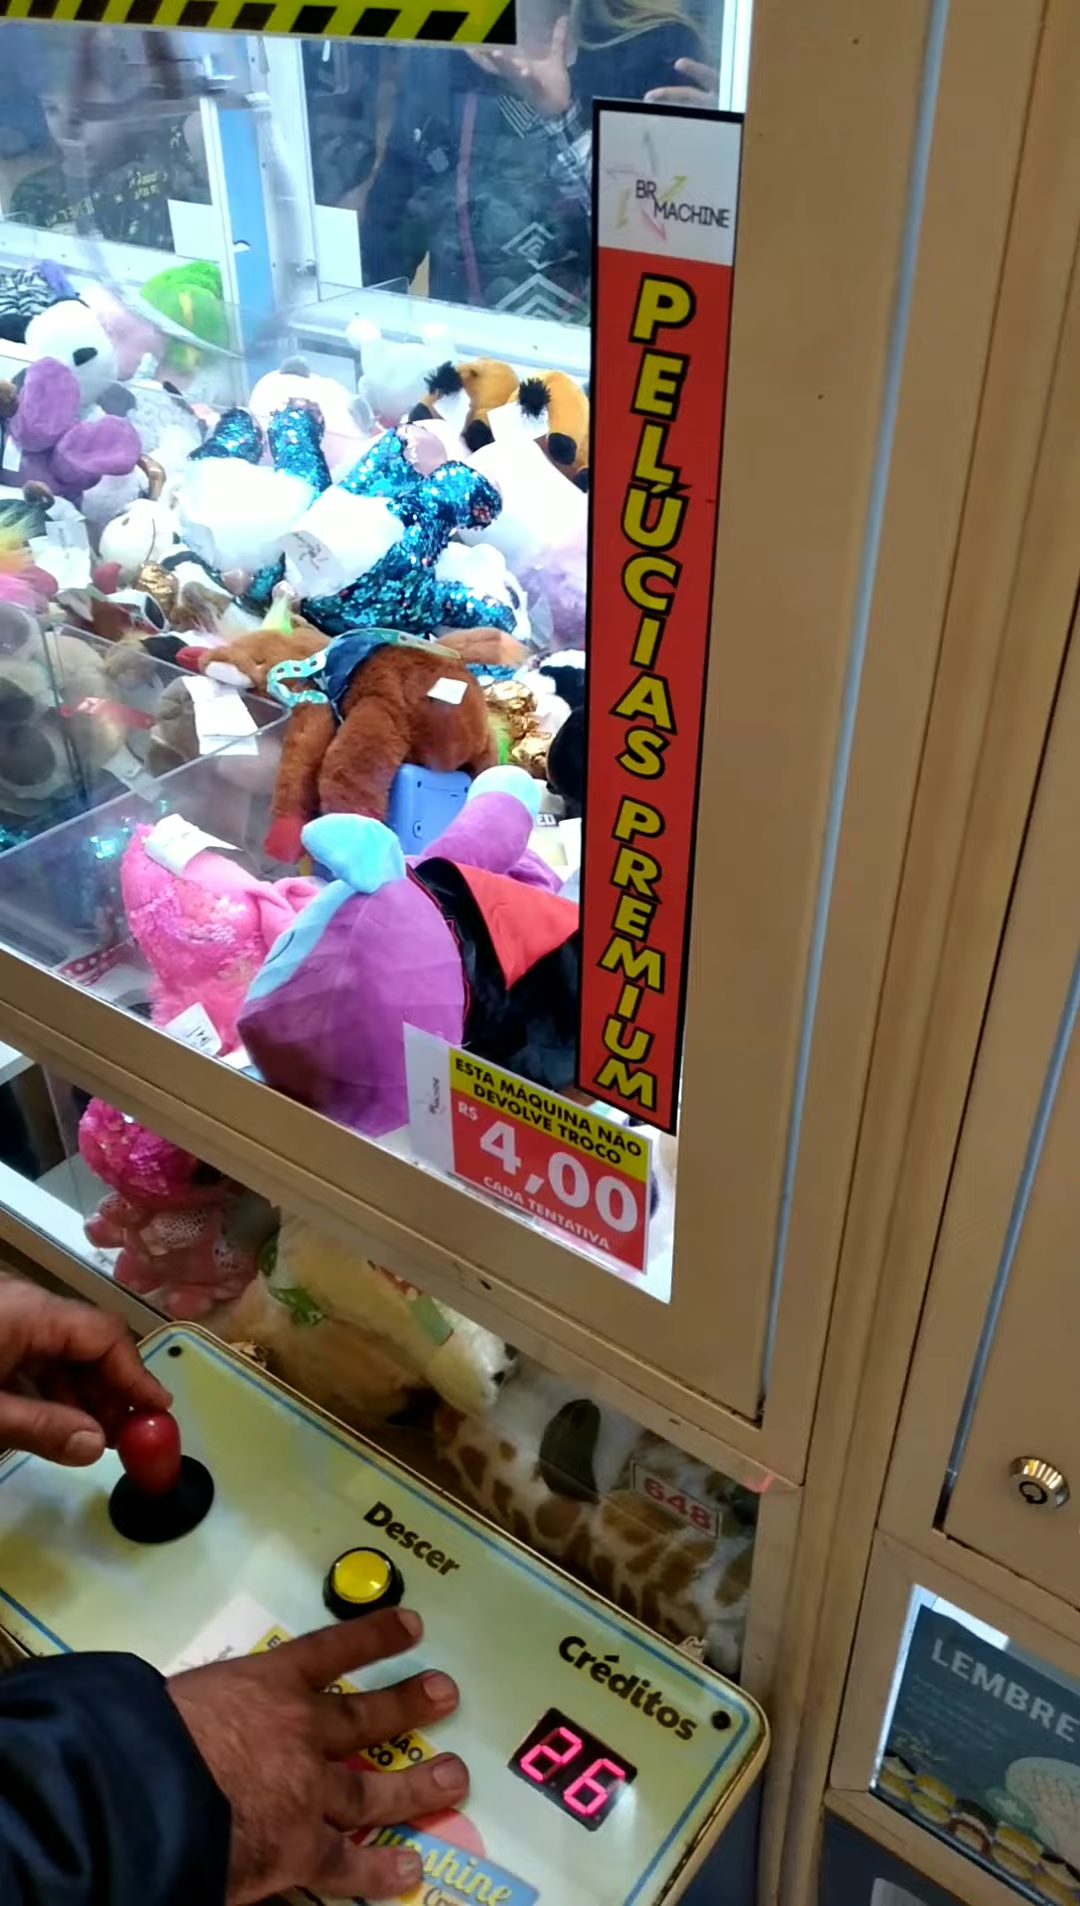 BR
MACHINE
PELÚCIAS PREMIUM
ESTA MÁQUINA NÃO
DEVOLVE TROCO
R$
4,00
CADA TENTATIVA
648
Descer
Créditos
26
LEMBRE